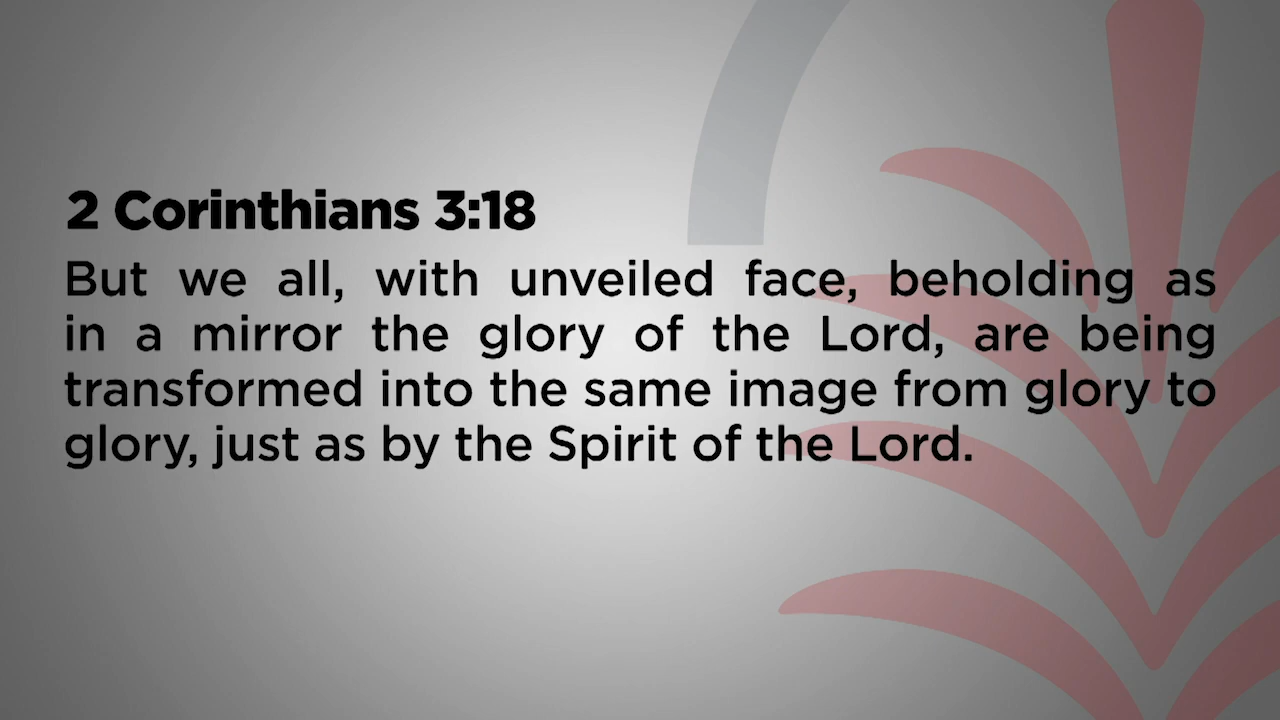 2 Corinthians 3:18
But we all, with unveiled face, beholding as
in a mirror the glory of the Lord, are being
transformed into the same image from glory to
glory, just as by the Spirit of the Lord.